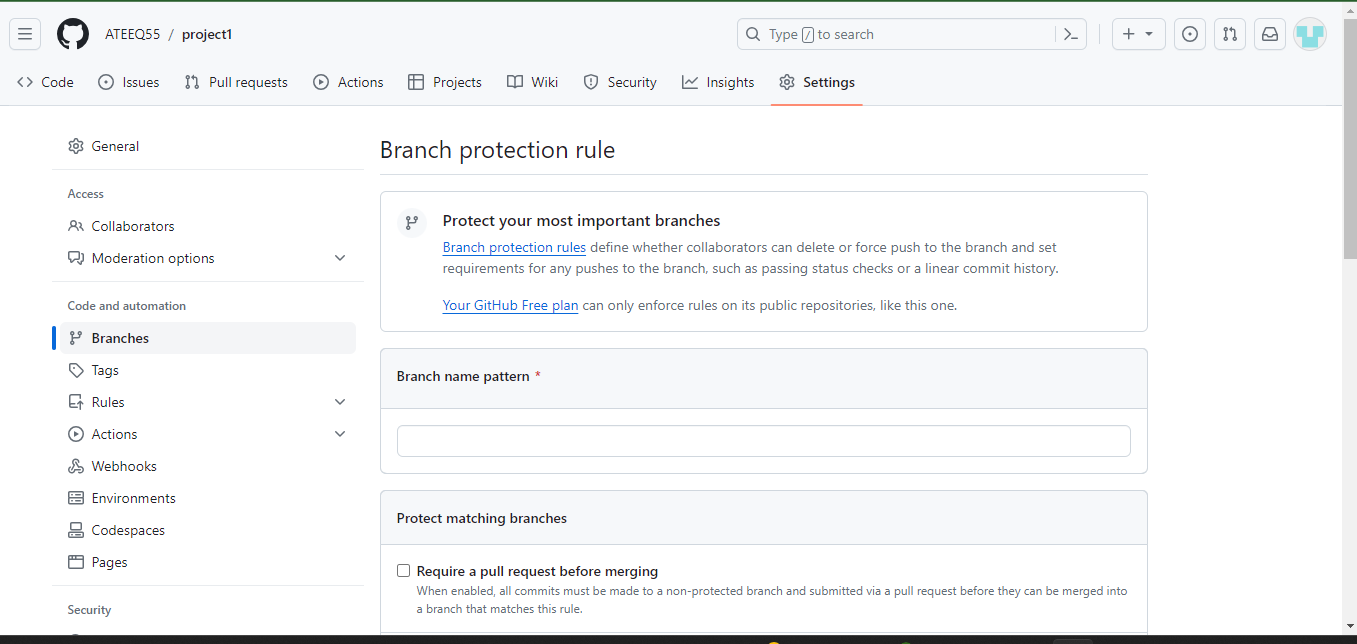 ATEEQ55 / project1
Type / to search
Code Issues Pull requests Actions Projects Wiki Security Insights Settings
General
Access
Collaborators
Moderation options
Code and automation
Branches
Tags
Rules
Actions
Webhooks
Environments
Codespaces
Pages
Security
Branch protection rule
Protect your most important branches
Branch protection rules define whether collaborators can delete or force push to the branch and set
requirements for any pushes to the branch, such as passing status checks or a linear commit history.
Your GitHub Free plan can only enforce rules on its public repositories, like this one.
Branch name pattern *
Protect matching branches
Require a pull request before merging
When enabled, all commits must be made to a non-protected branch and submitted via a pull request before they can be merged into
a branch that matches this rule.